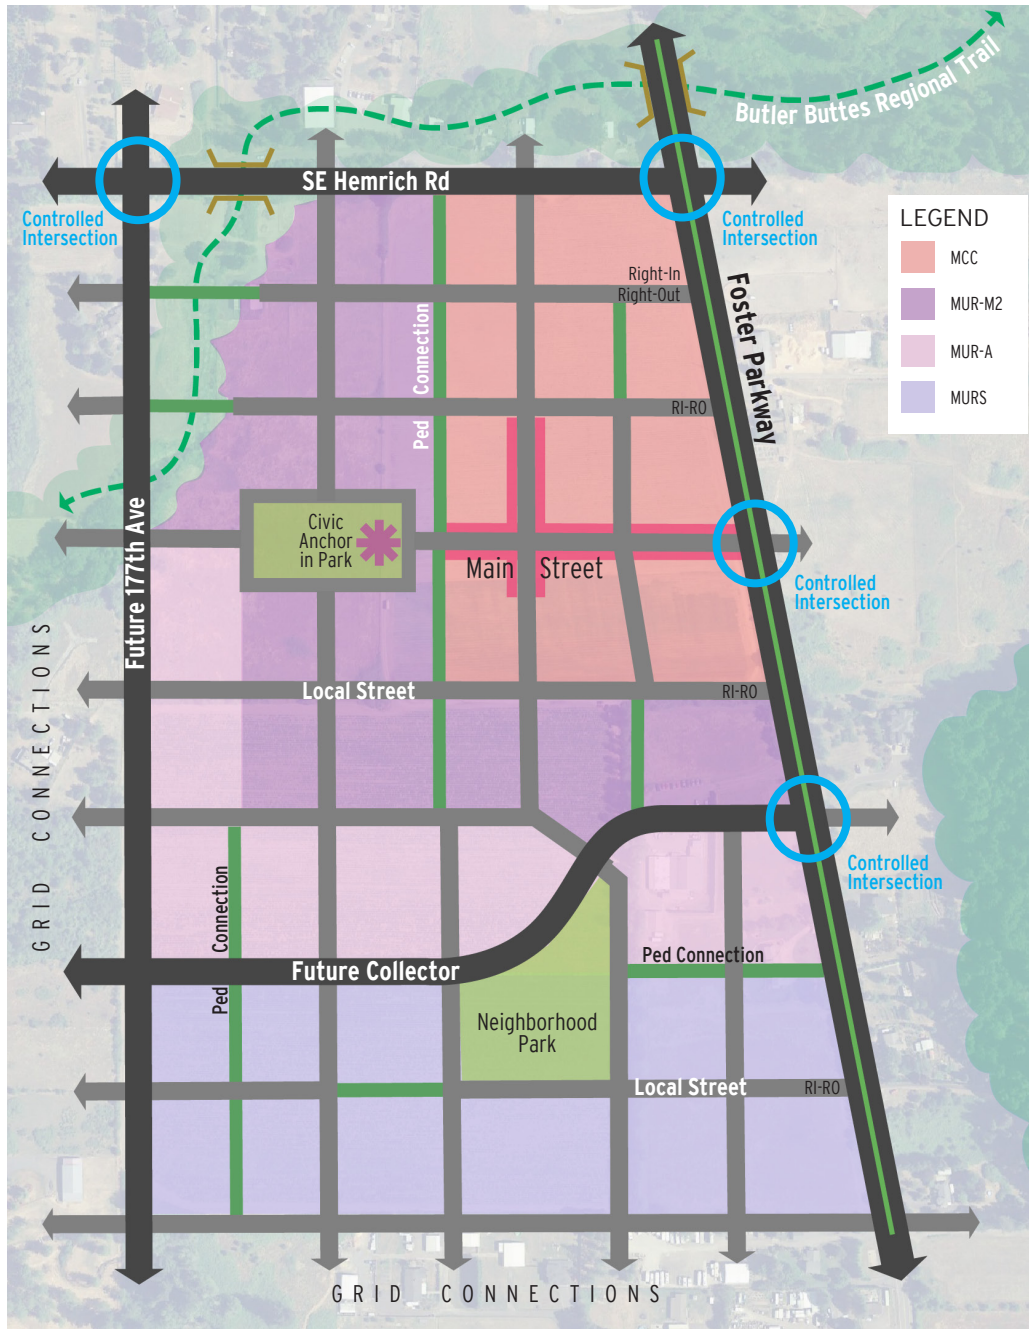 Butler Buttes Regional Trail
SE Hemrich Rd
Controlled
Intersection
Controlled
Intersection
LEGEND
MCC
MUR-M2
MUR-A
MURS
Right-In
Right-Out
Foster Parkway
Ped Connection
RI-RO
Future 177th Ave
Civic
Anchor
in Park
Main Street
Controlled
Intersection
Local Street
RI-RO
GRID CONNECTIONS
Controlled
Intersection
Ped Connection
Future Collector
Ped Connection
Neighborhood
Park
Local Street
RI-RO
GRID CONNECTIONS